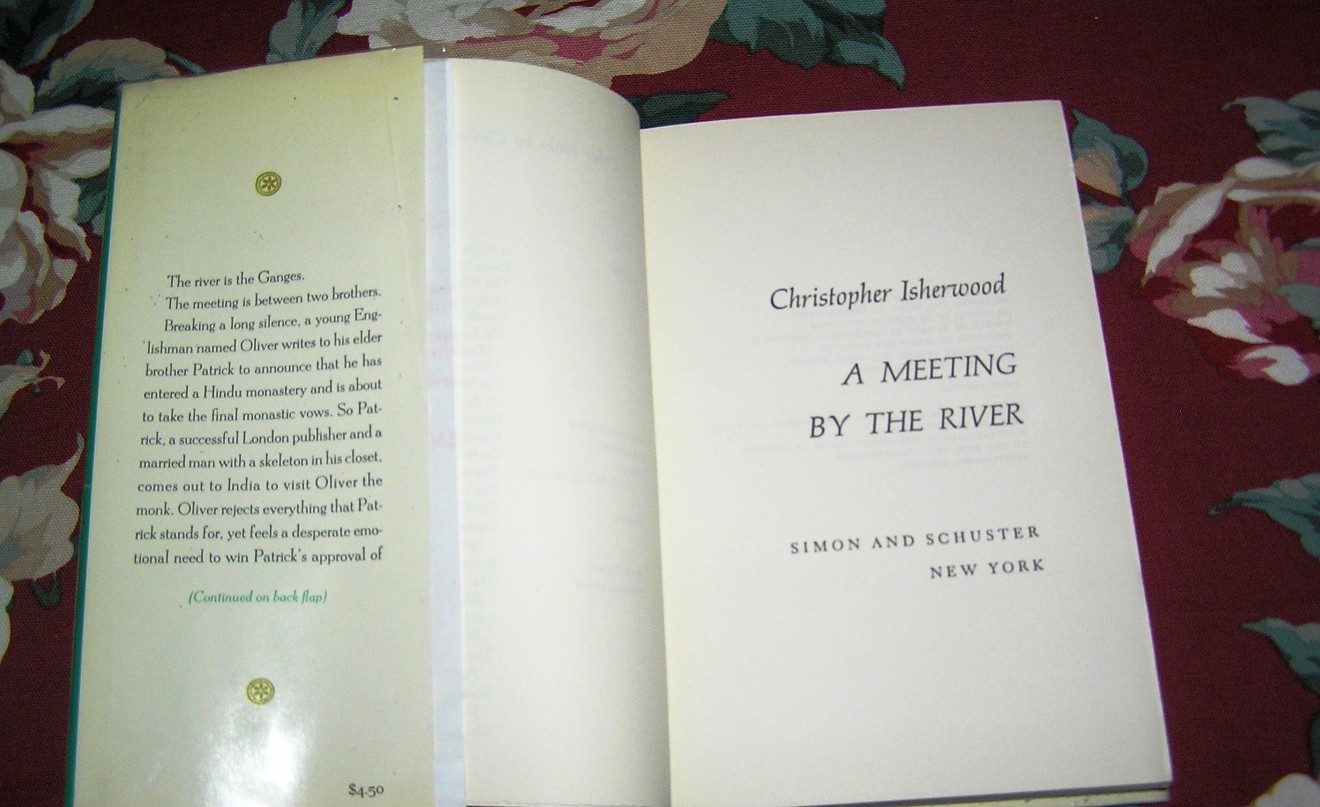 The river is the Ganges.
The meeting is between two brothers.
Breaking a long silence, a young Eng-
lishman named Oliver writes to his elder
brother Patrick to announce that he has
entered a Hindu monastery and is about
to take the final monastic vows. So Pat-
rick, a successful London publisher and a
married man with a skeleton in his closet,
comes out to India to visit Oliver the
monk. Oliver rejects everything that Pat-
rick stands for, yet feels a desperate emo-
tional need to win Patrick's approval of
(Continued on back flap)
$4.50
Christopher Isherwood
A MEETING
BY THE RIVER
SIMON AND SCHUSTER
NEW YORK